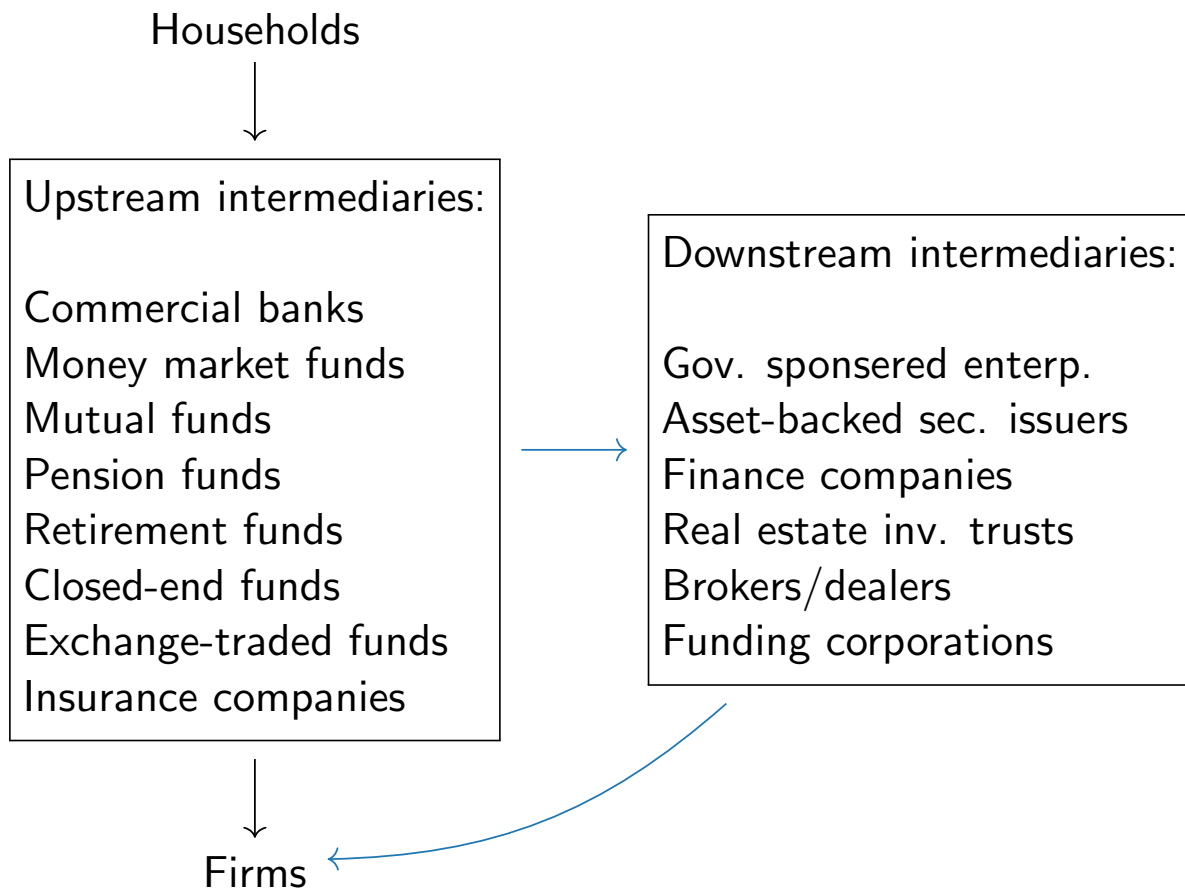 Households
Upstream intermediaries:
Commercial banks
Money market funds
Mutual funds
Pension funds
Retirement funds
Closed-end funds
Exchange-traded funds
Insurance companies
Downstream intermediaries:
Gov. sponsered enterp.
Asset-backed sec. issuers
Finance companies
Real estate inv. trusts
Brokers/dealers
Funding corporations
Firms